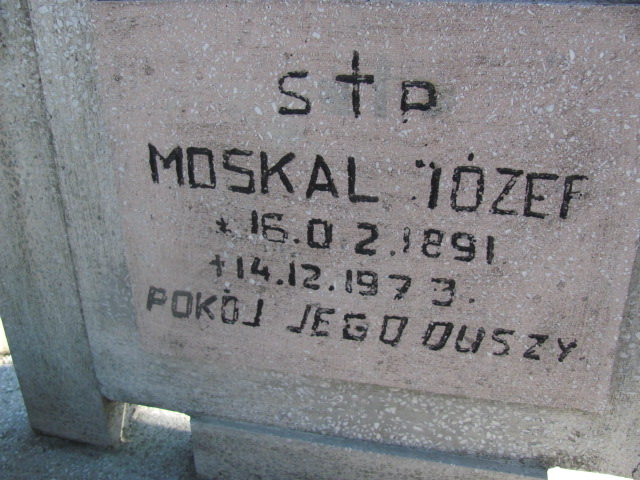 S † P
MOSKAL JÓZEF
* 16.02.1891
† 14.12.1973.
POKÓJ JEGO DUSZY.